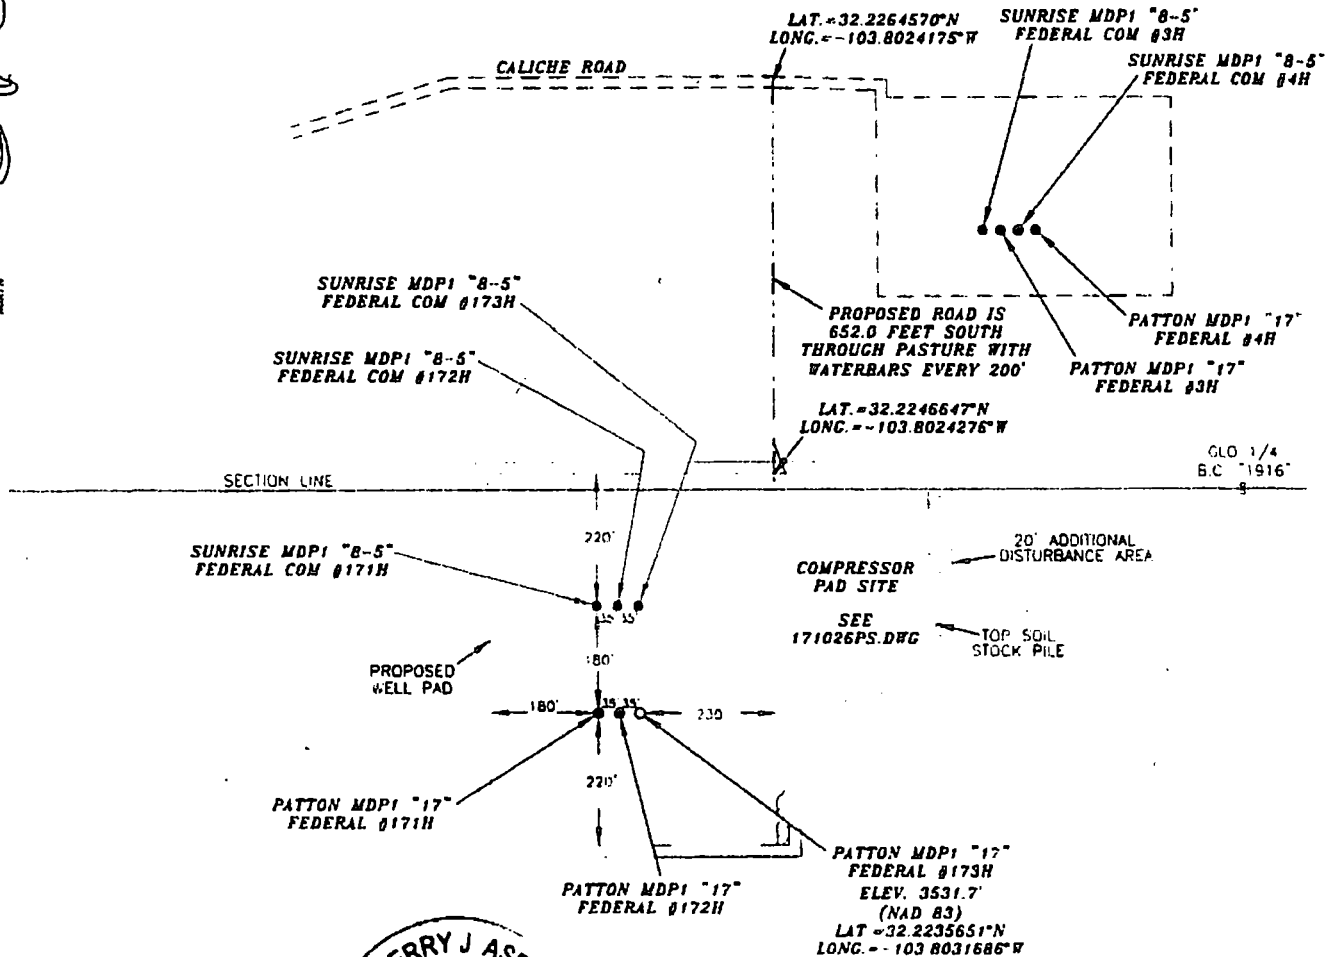 LAT.=32.2264570°N
LONG.=-103.8024175°W
SUNRISE MDP1 "8-5"
FEDERAL COM #3H
SUNRISE MDP1 "8-5"
FEDERAL COM #4H
CALICHE ROAD
SUNRISE MDP1 "8-5"
FEDERAL COM #173H
PROPOSED ROAD IS
652.0 FEET SOUTH
THROUGH PASTURE WITH
WATERBARS EVERY 200'
PATTON MDP1 "17"
FEDERAL #4H
SUNRISE MDP1 "8-5"
FEDERAL COM #172H
PATTON MDP1 "17"
FEDERAL #3H
LAT.=32.2246647°N
LONG.=-103.8024276°W
GLO 1/4
B.C "1916"
SECTION LINE
220'
SUNRISE MDP1 "8-5"
FEDERAL COM #171H
20' ADDITIONAL
DISTURBANCE AREA
COMPRESSOR
PAD SITE
SEE
171026PS.DWG
35' 35'
TOP SOIL
STOCK PILE
180'
PROPOSED
WELL PAD
180'
35' 35'
230
220'
PATTON MDP1 "17"
FEDERAL #171H
PATTON MDP1 "17"
FEDERAL #172H
PATTON MDP1 "17"
FEDERAL #173H
ELEV. 3531.7'
(NAD 83)
LAT =32.2235651°N
LONG.=-103 8031686°W